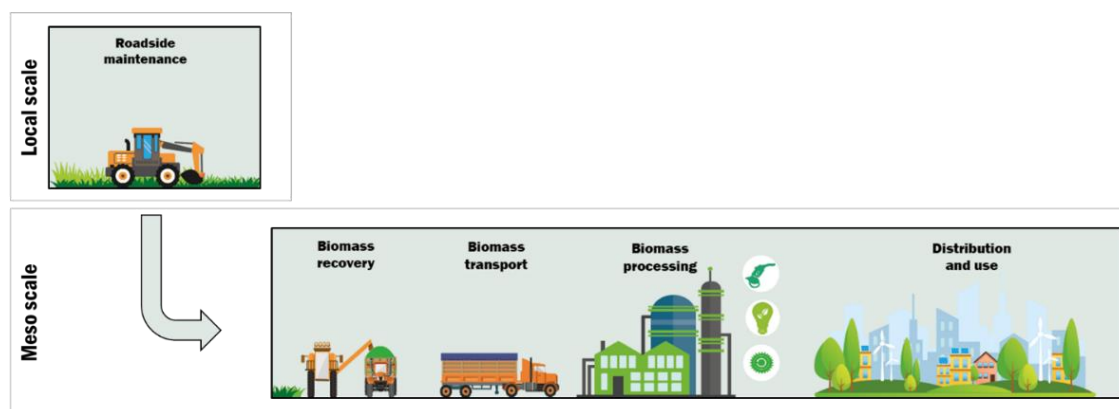 Local scale
Roadside
maintenance
Meso scale
Biomass
recovery
Biomass
transport
Biomass
processing
Distribution
and use